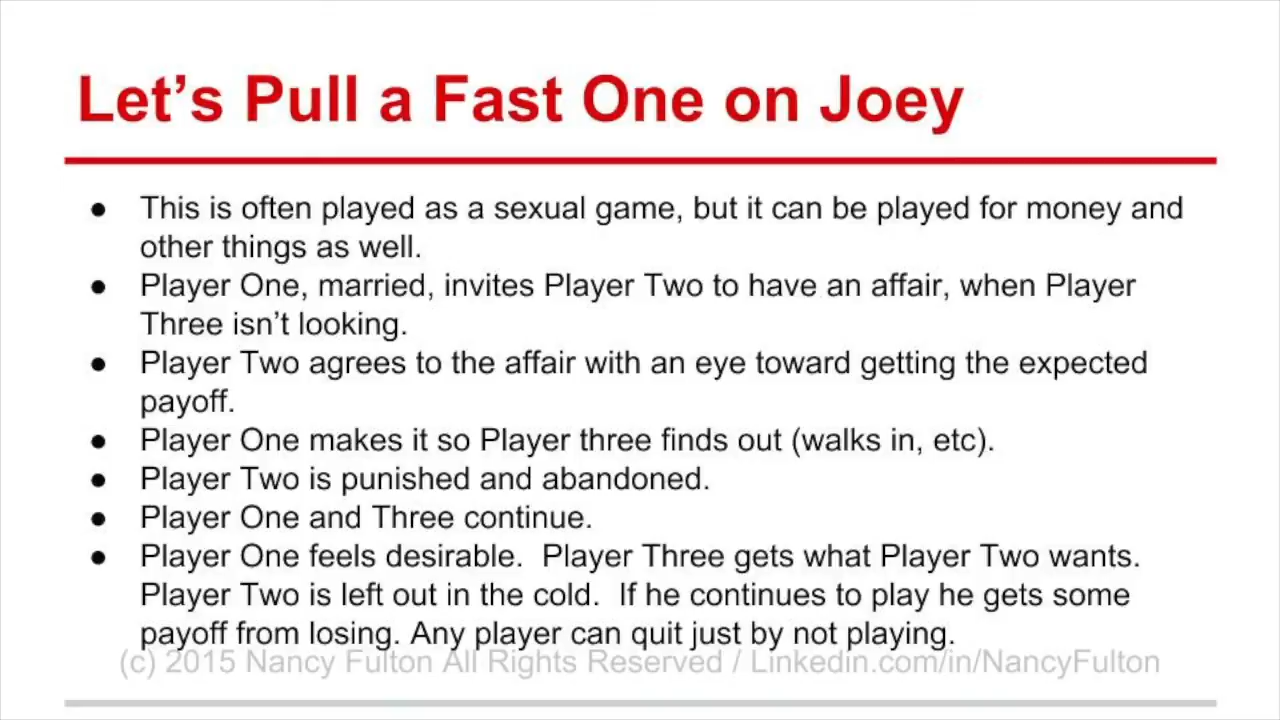 Let's Pull a Fast One on Joey
● This is often played as a sexual game, but it can be played for money and
other things as well.
● Player One, married, invites Player Two to have an affair, when Player
Three isn't looking.
● Player Two agrees to the affair with an eye toward getting the expected
payoff.
● Player One makes it so Player three finds out (walks in, etc).
● Player Two is punished and abandoned.
● Player One and Three continue.
● Player One feels desirable.  Player Three gets what Player Two wants.
Player Two is left out in the cold.  If he continues to play he gets some
payoff from losing. Any player can quit just by not playing.
(c) 2015 Nancy Fulton All Rights Reserved / Linkedin.com/in/NancyFulton